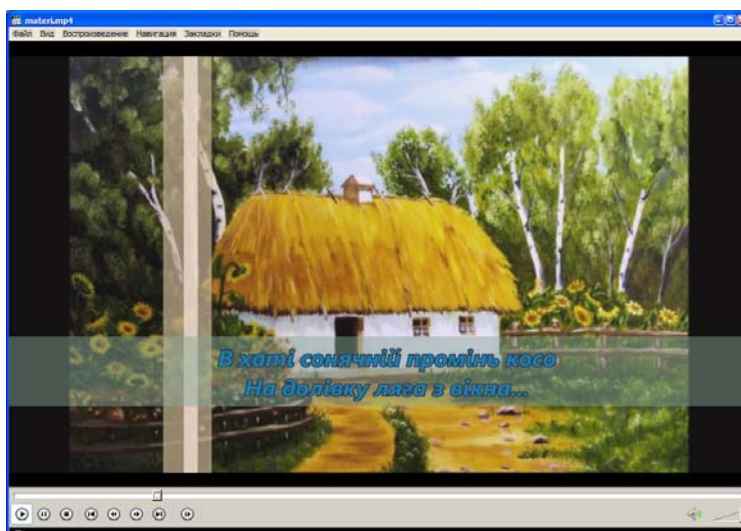 materi.mp4
Файл Вид Воспроизведение Навигация Закладки Помощь
В хаті сонячній промінь косо
На долівку ляга з вікна...